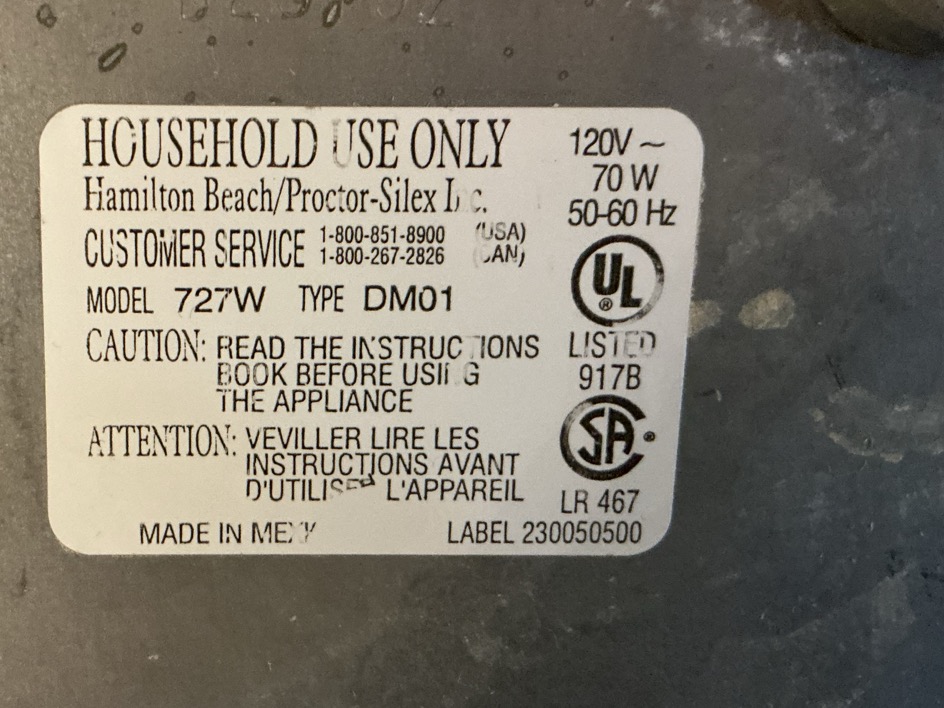 HOUSEHOLD USE ONLY
Hamilton Beach/Proctor-Silex
CUSTOMER SERVICE 1-800-851-8900 (USA)
1-800-267-2826
MODEL 727W TYPE DM01
CAUTION: READ THE INSTRUCTIONS
BOOK BEFORE USING
THE APPLIANCE
ATTENTION: VEVILLER LIRE LES
INSTRUCTIONS AVANT
D'UTILISER L'APPAREIL
MADE IN
120V ~
70 W
50-60 Hz
UL ®
LISTED
917B
SA ®
LR 467
LABEL 230050500